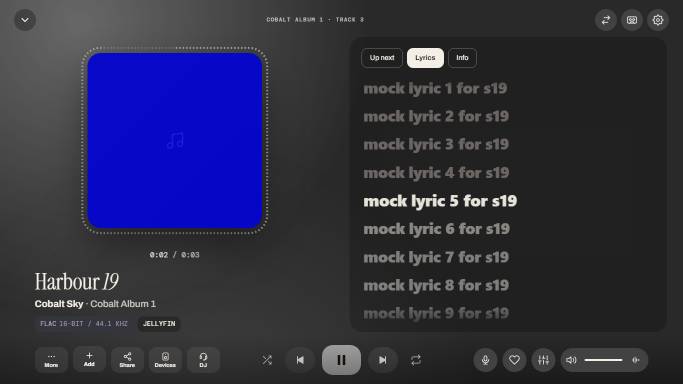 COBALT ALBUM 1 · TRACK 3
Up next
Lyrics
Info
mock lyric 1 for s19
mock lyric 2 for s19
mock lyric 3 for s19
mock lyric 4 for s19
mock lyric 5 for s19
mock lyric 6 for s19
mock lyric 7 for s19
mock lyric 8 for s19
mock lyric 9 for s19
0:02 / 0:03
Harbour 19
Cobalt Sky · Cobalt Album 1
FLAC 16-BIT / 44.1 KHZ
JELLYFIN
More
Add
Share
Devices
DJ